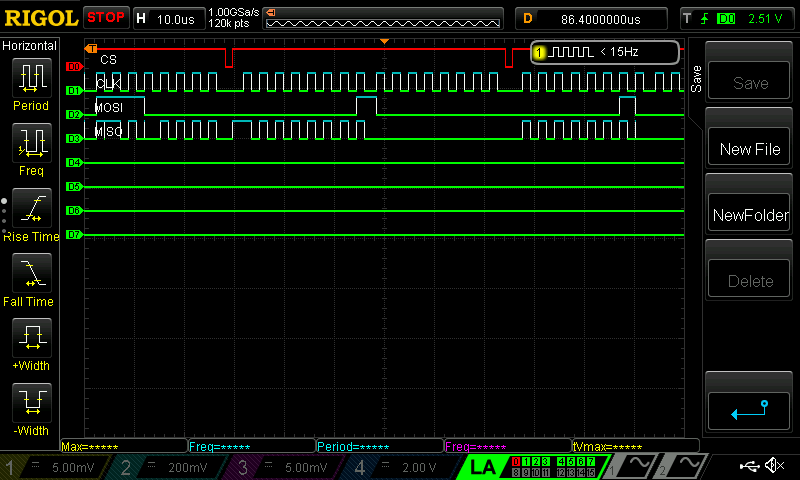 RIGOL STOP H 10.0us 1.00GSa/s 120k pts D 86.4000000us T D0 2.51 V
Horizontal
Period
Freq
Rise Time
Fall Time
+Width
-Width
T
1 < 15Hz
D0 CS
D1 CLK
D2 MOSI
D3 MISO
D4
D5
D6
D7
Save
Save
New File
NewFolder
Delete
Max=***** Freq=***** Period=***** Freq=***** tVmax=*****
1 5.00mV 2 200mV 3 5.00mV 4 2.00 V LA 0 1 2 3 4 5 6 7 1 2
8 9 10 11 12 13 14 15